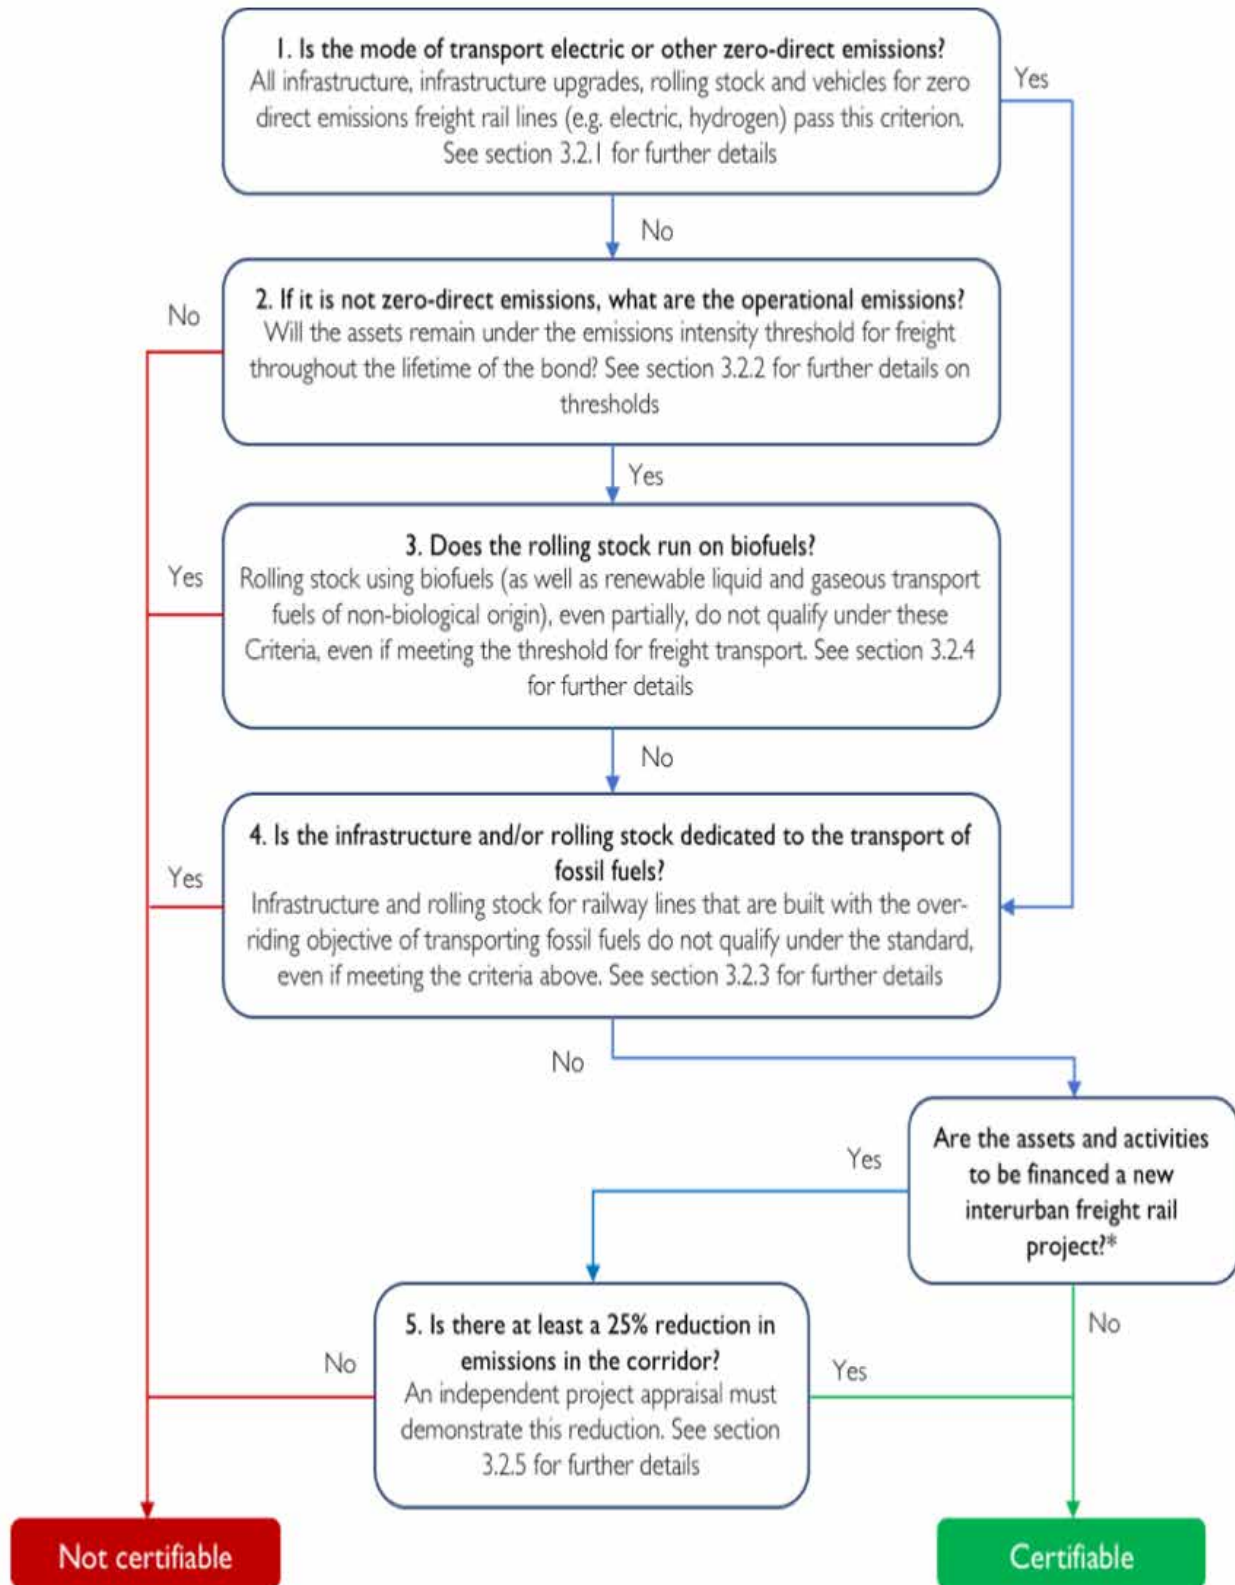 1. Is the mode of transport electric or other zero-direct emissions?
All infrastructure, infrastructure upgrades, rolling stock and vehicles for zero
direct emissions freight rail lines (e.g. electric, hydrogen) pass this criterion.
See section 3.2.1 for further details
Yes
No
2. If it is not zero-direct emissions, what are the operational emissions?
Will the assets remain under the emissions intensity threshold for freight
throughout the lifetime of the bond? See section 3.2.2 for further details on
thresholds
No
Yes
3. Does the rolling stock run on biofuels?
Rolling stock using biofuels (as well as renewable liquid and gaseous transport
fuels of non-biological origin), even partially, do not qualify under these
Criteria, even if meeting the threshold for freight transport. See section 3.2.4
for further details
Yes
No
4. Is the infrastructure and/or rolling stock dedicated to the transport of
fossil fuels?
Infrastructure and rolling stock for railway lines that are built with the over-
riding objective of transporting fossil fuels do not qualify under the standard,
even if meeting the criteria above. See section 3.2.3 for further details
Yes
No
Are the assets and activities
to be financed a new
interurban freight rail
project?*
Yes
No
5. Is there at least a 25% reduction in
emissions in the corridor?
An independent project appraisal must
demonstrate this reduction. See section
3.2.5 for further details
No
Yes
Not certifiable
Certifiable